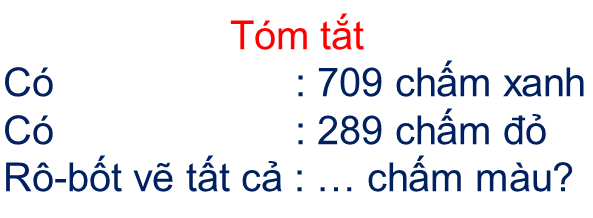 Tóm tắt
Có : 709 chấm xanh
Có : 289 chấm đỏ
Rô-bốt vẽ tất cả : ... chấm màu?